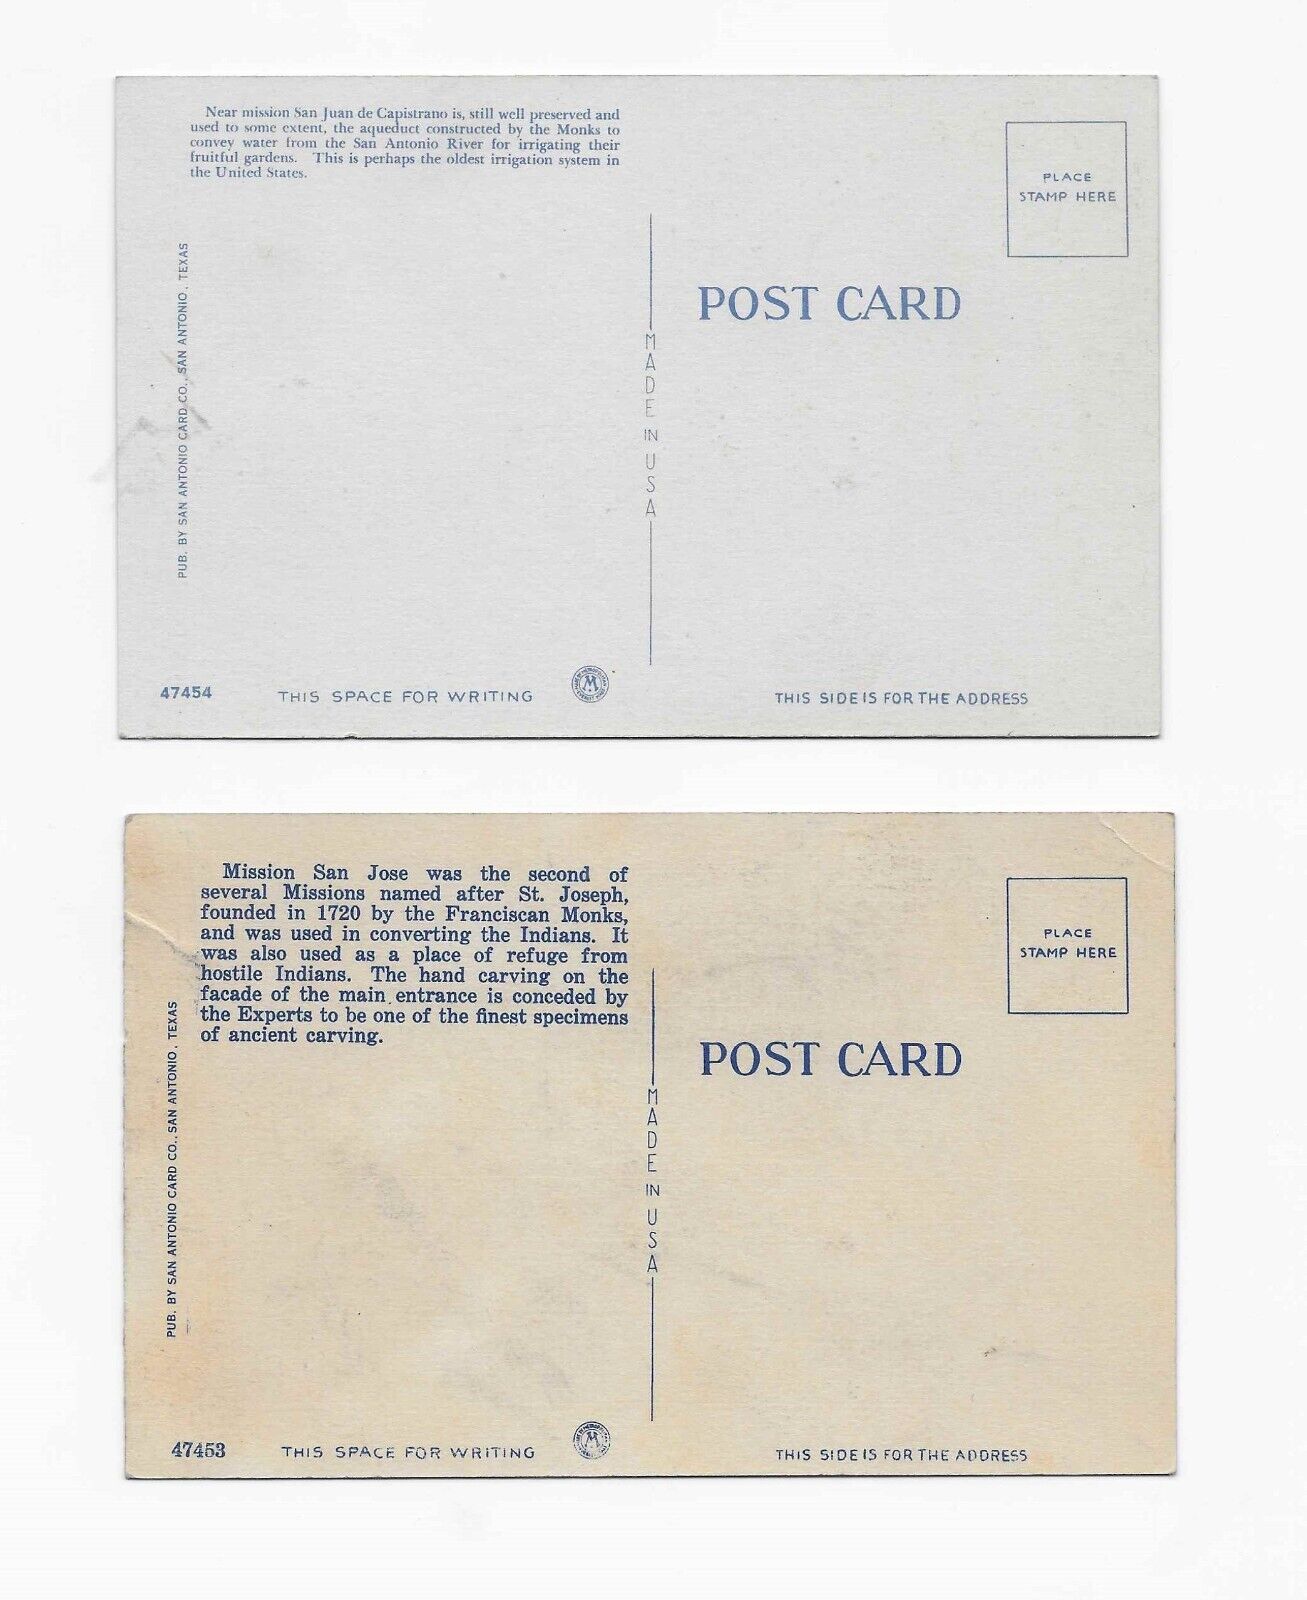 Near mission San Juan de Capistrano is, still well preserved and
used to some extent, the aqueduct constructed by the Monks to
convey water from the San Antonio River for irrigating their
fruitful gardens. This is perhaps the oldest irrigation system in
the United States.
PLACE
STAMP HERE
PUB. BY SAN ANTONIO CARD CO., SAN ANTONIO, TEXAS
POST CARD
MADE IN USA
47454
THIS SPACE FOR WRITING
M
THIS SIDE IS FOR THE ADDRESS
Mission San Jose was the second of
several Missions named after St. Joseph,
founded in 1720 by the Franciscan Monks,
and was used in converting the Indians. It
was also used as a place of refuge from
hostile Indians. The hand carving on the
facade of the main entrance is conceded by
the Experts to be one of the finest specimens
of ancient carving.
PLACE
STAMP HERE
PUB. BY SAN ANTONIO CARD CO., SAN ANTONIO, TEXAS
POST CARD
MADE IN USA
47453
THIS SPACE FOR WRITING
M
THIS SIDE IS FOR THE ADDRESS